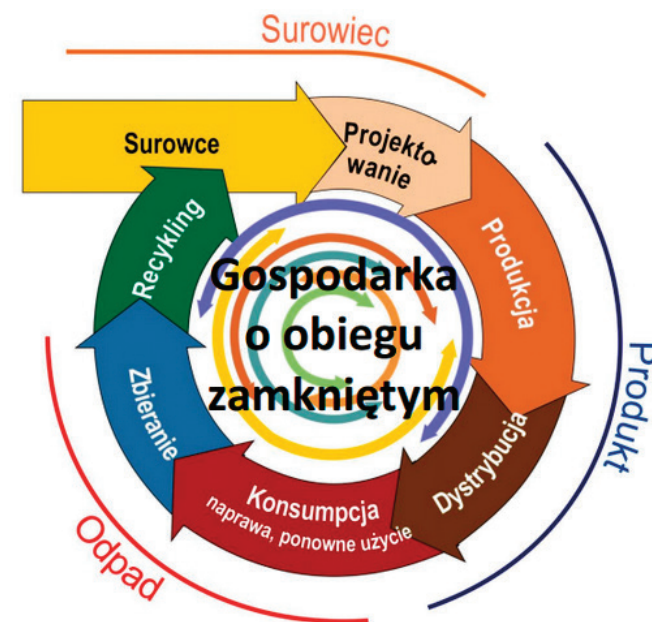 Surowiec
Surowce
Projekto-
wanie
Produkcja
Produkt
Dystrybucja
Konsumpcja
naprawa, ponowne użycie
Odpad
Zbieranie
Recykling
Gospodarka
o obiegu
zamkniętym